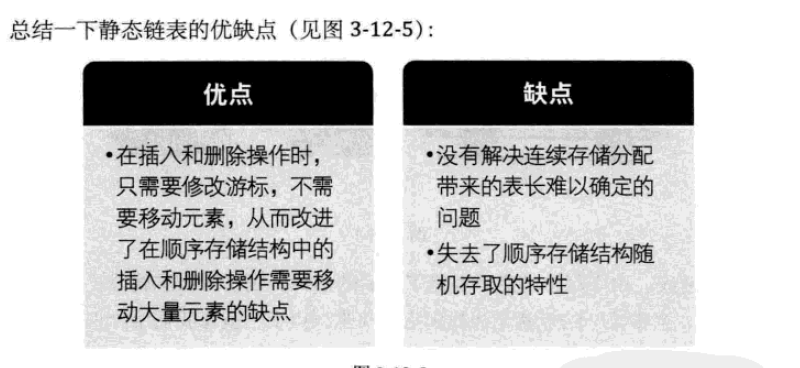 总结一下静态链表的优缺点（见图 3-12-5）：
优点
•在插入和删除操作时，
只需要修改游标，不需
要移动元素，从而改进
了在顺序存储结构中的
插入和删除操作需要移
动大量元素的缺点
缺点
•没有解决连续存储分配
带来的表长难以确定的
问题
•失去了顺序存储结构随
机存取的特性